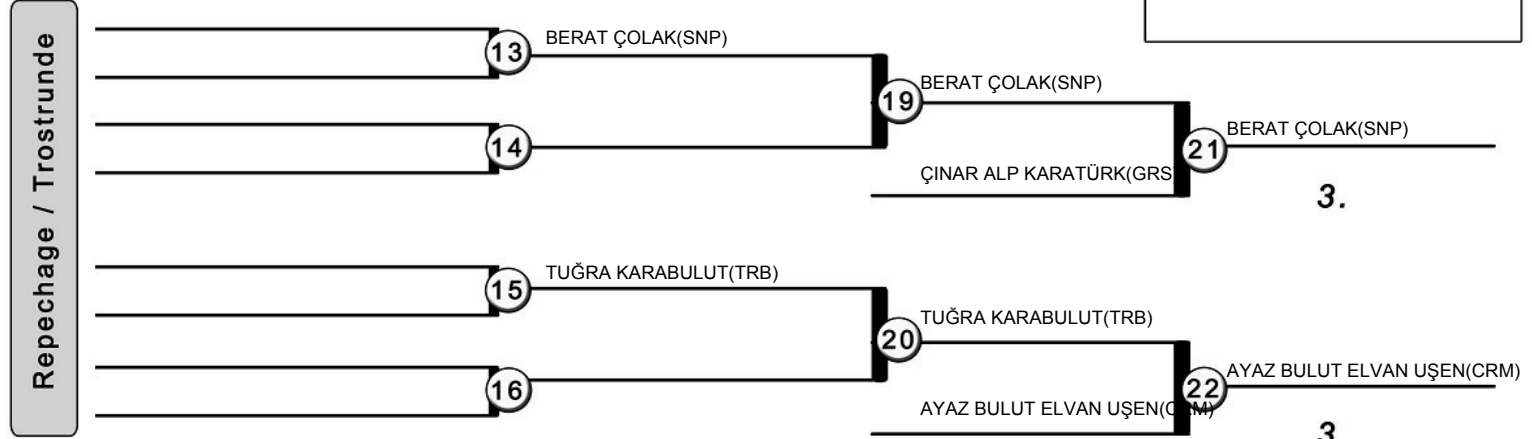 Repechage / Trostrunde
13
BERAT ÇOLAK(SNP)
19
BERAT ÇOLAK(SNP)
14
21
BERAT ÇOLAK(SNP)
ÇINAR ALP KARATÜRK(GRS
3.
15
TUĞRA KARABULUT(TRB)
20
TUĞRA KARABULUT(TRB)
16
22
AYAZ BULUT ELVAN UŞEN(CRM)
AYAZ BULUT ELVAN UŞEN(CRM)
3